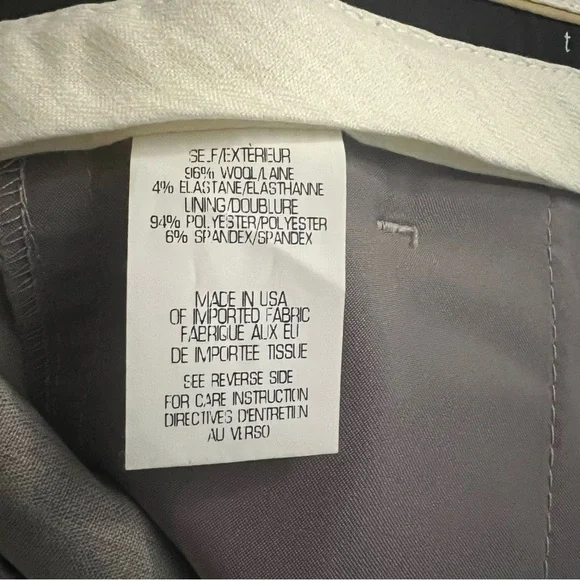 t
SELF/EXTÈRIEUR
96% WOOL/LAINE
4% ELASTANE/ELASTHANNE
LINING/DOUBLURE
94% POLYESTER/POLYESTER
6% SPANDEX/SPANDEX
MADE IN USA
OF IMPORTED FABRIC
FABRIQUE AUX EU
DE IMPORTEE TISSUE
SEE REVERSE SIDE
FOR CARE INSTRUCTION
DIRECTIVES D'ENTRETIEN
AU VERSO